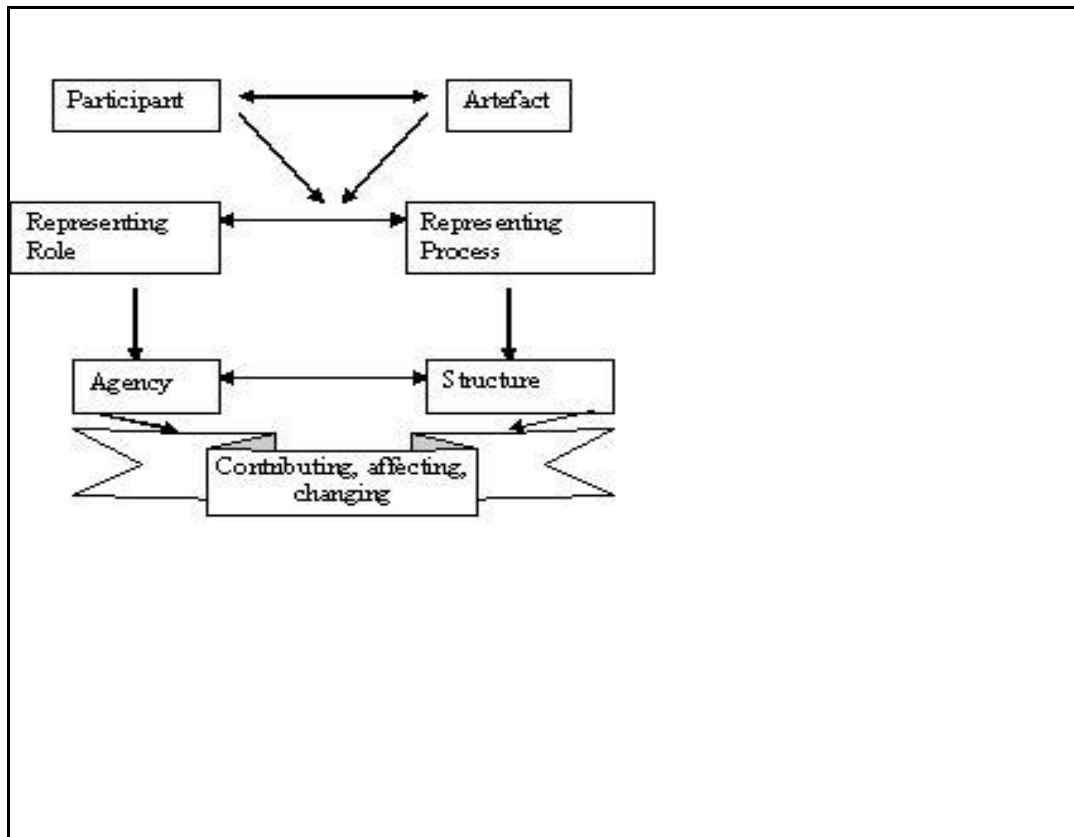 Participant
Artefact
Representing
Role
Representing
Process
Agency
Structure
Contributing, affecting,
changing